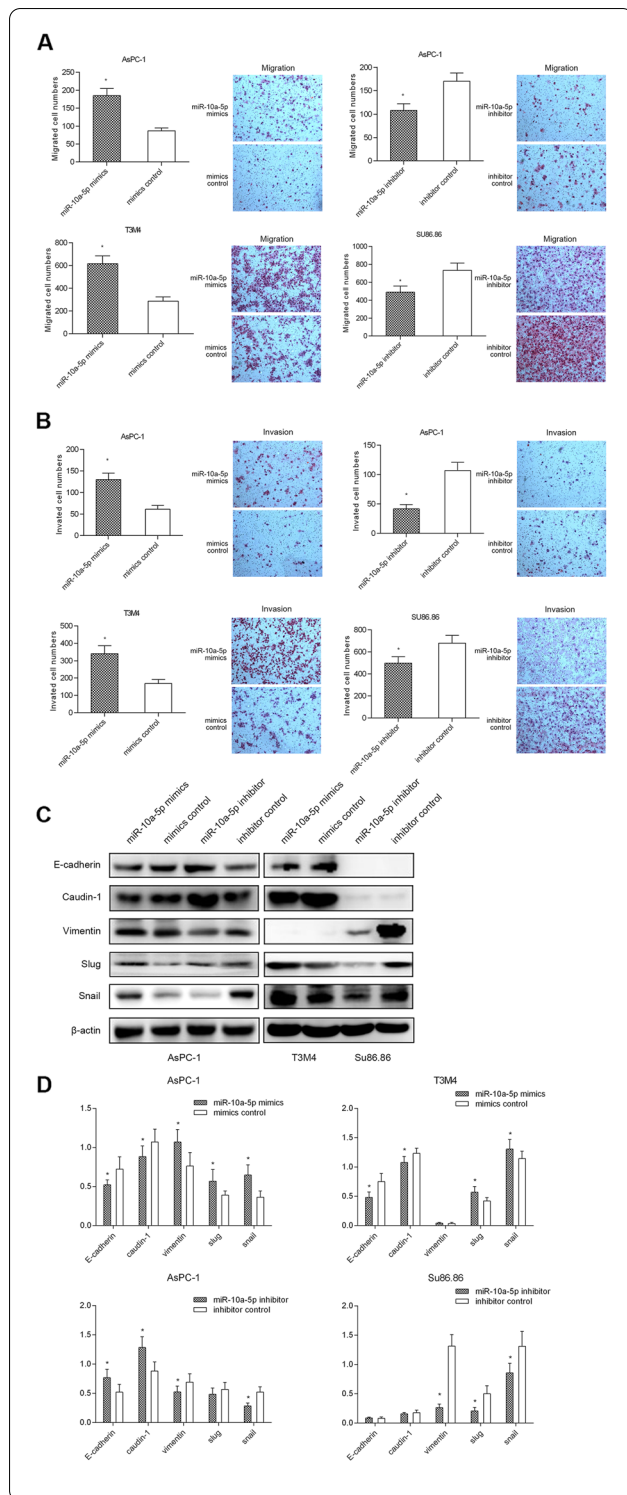 A
AsPC-1
Migrated cell numbers
250
200
150
100
50
0
*
miR-10a-5p mimics
mimics control
Migration
miR-10a-5p
mimics
mimics
control
AsPC-1
Migrated cell numbers
200
150
100
50
0
*
miR-10a-5p inhibitor
inhibitor control
Migration
miR-10a-5p
inhibitor
inhibitor
control
T3M4
Migrated cell numbers
800
600
400
200
0
*
miR-10a-5p mimics
mimics control
Migration
miR-10a-5p
mimics
mimics
control
SU86.86
Migrated cell numbers
1000
800
600
400
200
0
*
miR-10a-5p inhibitor
inhibitor control
Migration
miR-10a-5p
inhibitor
inhibitor
control
B
AsPC-1
Invated cell numbers
200
150
100
50
0
*
miR-10a-5p mimics
mimics control
Invasion
miR-10a-5p
mimics
mimics
control
AsPC-1
Invated cell numbers
150
100
50
0
*
miR-10a-5p inhibitor
inhibitor control
Invasion
miR-10a-5p
inhibitor
inhibitor
control
T3M4
Invated cell numbers
500
400
300
200
100
0
*
miR-10a-5p mimics
mimics control
Invasion
miR-10a-5p
mimics
mimics
control
SU86.86
Invated cell numbers
800
600
400
200
0
*
miR-10a-5p inhibitor
inhibitor control
Invasion
miR-10a-5p
inhibitor
inhibitor
control
C
miR-10a-5p mimics
mimics control
miR-10a-5p inhibitor
inhibitor control
miR-10a-5p mimics
mimics control
miR-10a-5p inhibitor
inhibitor control
E-cadherin
Caudin-1
Vimentin
Slug
Snail
β-actin
AsPC-1
T3M4
Su86.86
D
AsPC-1
miR-10a-5p mimics
mimics control
1.5
1.0
0.5
0.0
* * * * *
E-cadherin
caudin-1
vimentin
slug
snail
T3M4
miR-10a-5p mimics
mimics control
2.0
1.5
1.0
0.5
0.0
* * * *
E-cadherin
caudin-1
vimentin
slug
snail
AsPC-1
miR-10a-5p inhibitor
inhibitor control
2.0
1.5
1.0
0.5
0.0
* * * *
E-cadherin
caudin-1
vimentin
slug
snail
Su86.86
miR-10a-5p inhibitor
inhibitor control
2.0
1.5
1.0
0.5
0.0
* * *
E-cadherin
caudin-1
vimentin
slug
snail